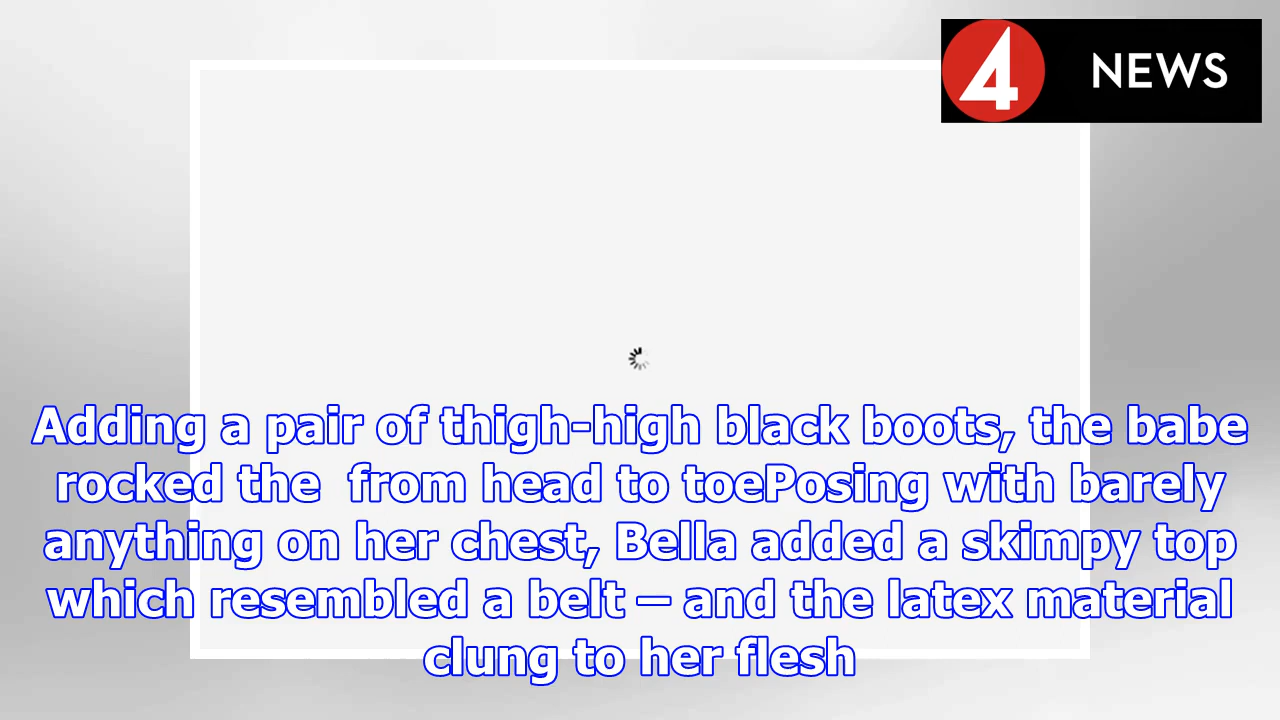 4 NEWS
Adding a pair of thigh-high black boots, the babe
rocked the  from head to toePosing with barely
anything on her chest, Bella added a skimpy top
which resembled a belt – and the latex material
clung to her flesh